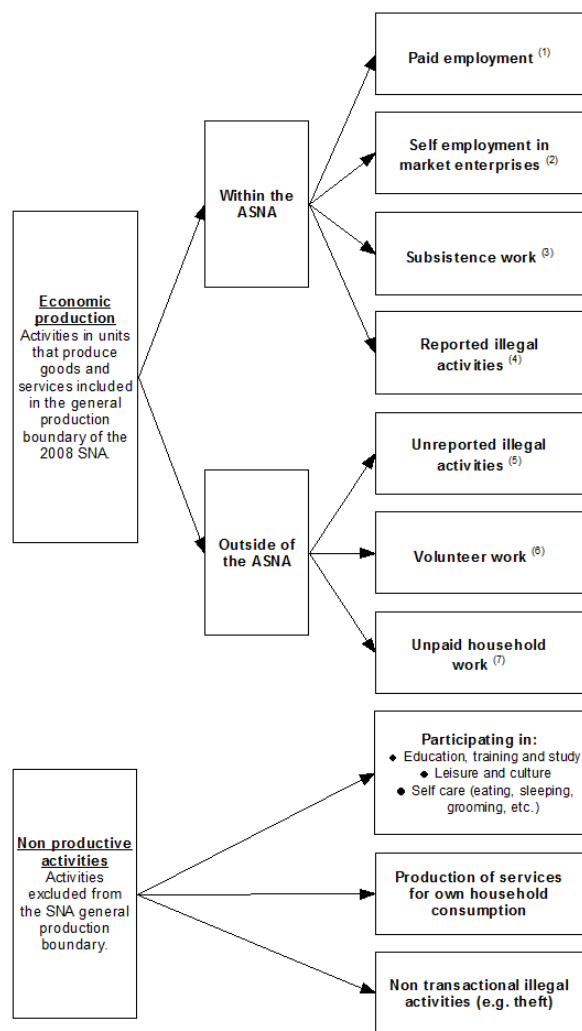 Paid employment (1)
Self employment in
market enterprises (2)
Within the
ASNA
Subsistence work (3)
Economic
production
Activities in units
that produce
goods and
services included
in the general
production
boundary of the
2008 SNA.
Reported illegal
activities (4)
Unreported illegal
activities (5)
Outside of
the ASNA
Volunteer work (6)
Unpaid household
work (7)
Participating in:
♦ Education, training and study
● Leisure and culture
● Self care (eating, sleeping,
grooming, etc.)
Non productive
activities
Activities
excluded from
the SNA general
production
boundary.
Production of services
for own household
consumption
Non transactional illegal
activities (e.g. theft)